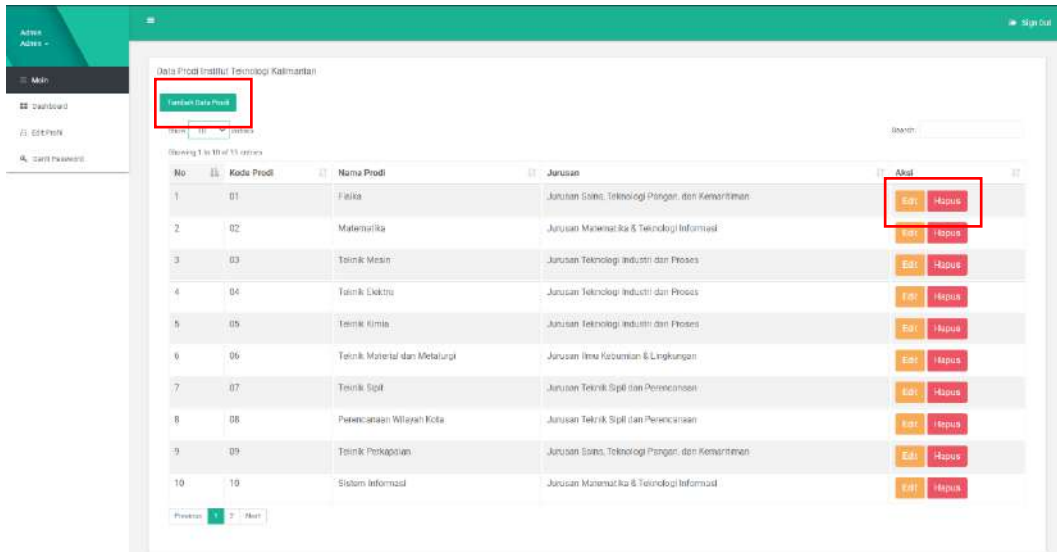 Admin
Admin
Sign Out
Main
Dashboard
Edit Profil
Ganti Password
Data Prodi Institut Teknologi Kalimantan
Tambah Data Prodi
Show 10 entries
Search:
Showing 1 to 10 of 11 entries
No Kode Prodi Nama Prodi Jurusan Aksi
1 01 Fisika Jurusan Sains, Teknologi Pangan, dan Kemaritiman Edit Hapus
2 02 Matematika Jurusan Matematika & Teknologi Informasi Edit Hapus
3 03 Teknik Mesin Jurusan Teknologi Industri dan Proses Edit Hapus
4 04 Teknik Elektro Jurusan Teknologi Industri dan Proses Edit Hapus
5 05 Teknik Kimia Jurusan Teknologi Industri dan Proses Edit Hapus
6 06 Teknik Material dan Metalurgi Jurusan Ilmu Kebumian & Lingkungan Edit Hapus
7 07 Teknik Sipil Jurusan Teknik Sipil dan Perencanaan Edit Hapus
8 08 Perencanaan Wilayah Kota Jurusan Teknik Sipil dan Perencanaan Edit Hapus
9 09 Teknik Perkapalan Jurusan Sains, Teknologi Pangan, dan Kemaritiman Edit Hapus
10 10 Sistem Informasi Jurusan Matematika & Teknologi Informasi Edit Hapus
Previous 1 2 Next